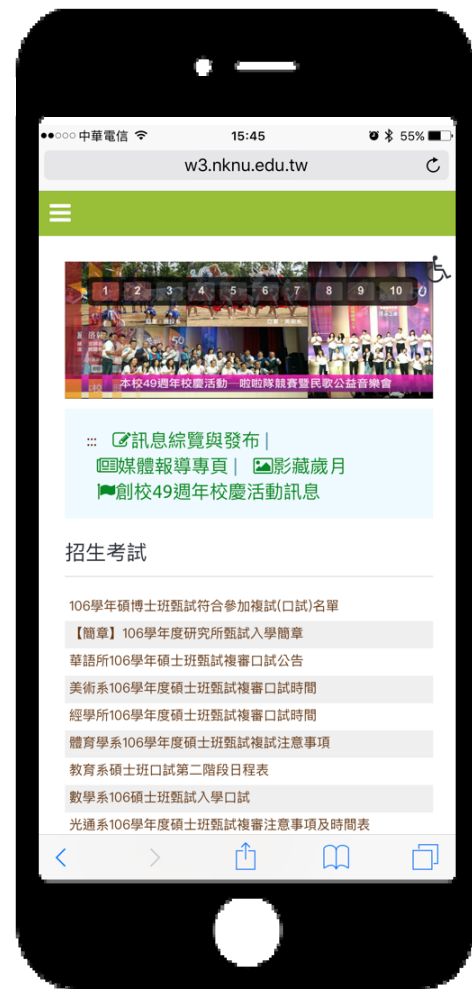 中華電信 15:45 55%
w3.nknu.edu.tw
1 2 3 4 5 6 7 8 9 10
本校49週年校慶活動─啦啦隊競賽暨民歌公益音樂會
訊息綜覽與發布 |
媒體報導專頁 | 影藏歲月
創校49週年校慶活動訊息
招生考試
106學年碩博士班甄試符合參加複試(口試)名單
【簡章】106學年度研究所甄試入學簡章
華語所106學年碩士班甄試複審口試公告
美術系106學年度碩士班甄試複審口試時間
經學所106學年度碩士班甄試複審口試時間
體育學系106學年度碩士班甄試複試注意事項
教育系碩士班口試第二階段日程表
數學系106碩士班甄試入學口試
光通系106學年度碩士班甄試複審注意事項及時間表